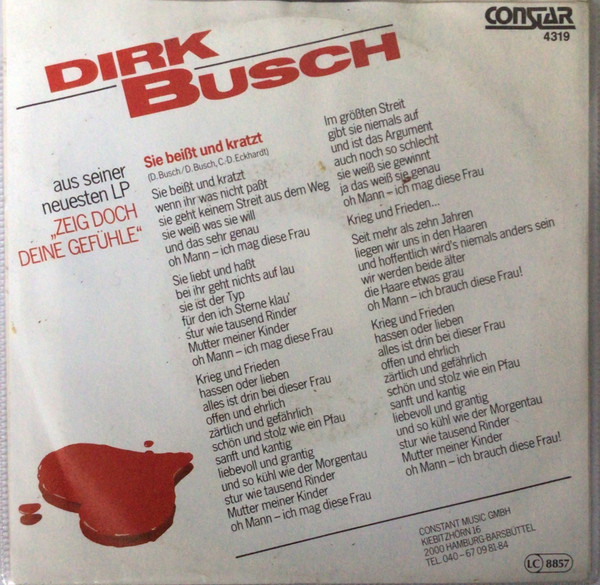 CONSTAR
4319
DIRK
BUSCH
aus seiner
neuesten LP
„ZEIG DOCH
DEINE GEFÜHLE“
Sie beißt und kratzt
(D. Busch/D. Busch, C.-D. Eckhardt)
Sie beißt und kratzt
wenn ihr was nicht paßt
sie geht keinem Streit aus dem Weg
sie weiß was sie will
und das sehr genau
oh Mann – ich mag diese Frau
Sie liebt und haßt
bei ihr geht nichts auf lau
sie ist der Typ
für den ich Sterne klau'
stur wie tausend Rinder
Mutter meiner Kinder
oh Mann – ich mag diese Frau
Krieg und Frieden
hassen oder lieben
alles ist drin bei dieser Frau
offen und ehrlich
zärtlich und gefährlich
schön und stolz wie ein Pfau
sanft und kantig
liebevoll und grantig
und so kühl wie der Morgentau
stur wie tausend Rinder
Mutter meiner Kinder
oh Mann – ich mag diese Frau
Im größten Streit
gibt sie niemals auf
und ist das Argument
auch noch so schlecht
sie weiß sie gewinnt
ja das weiß sie genau
oh Mann – ich mag diese Frau
Krieg und Frieden...
Seit mehr als zehn Jahren
liegen wir uns in den Haaren
und hoffentlich wird's niemals anders sein
wir werden beide älter
die Haare etwas grau
oh Mann – ich brauch diese Frau!
Krieg und Frieden
hassen oder lieben
alles ist drin bei dieser Frau
offen und ehrlich
zärtlich und gefährlich
schön und stolz wie ein Pfau
sanft und kantig
liebevoll und grantig
und so kühl wie der Morgentau
stur wie tausend Rinder
Mutter meiner Kinder
oh Mann – ich brauch diese Frau!
CONSTANT MUSIC GMBH
KIEBITZHÖRN 16
2000 HAMBURG-BARSBÜTTEL
TEL. 040 – 67 09 81-84
LC 8857